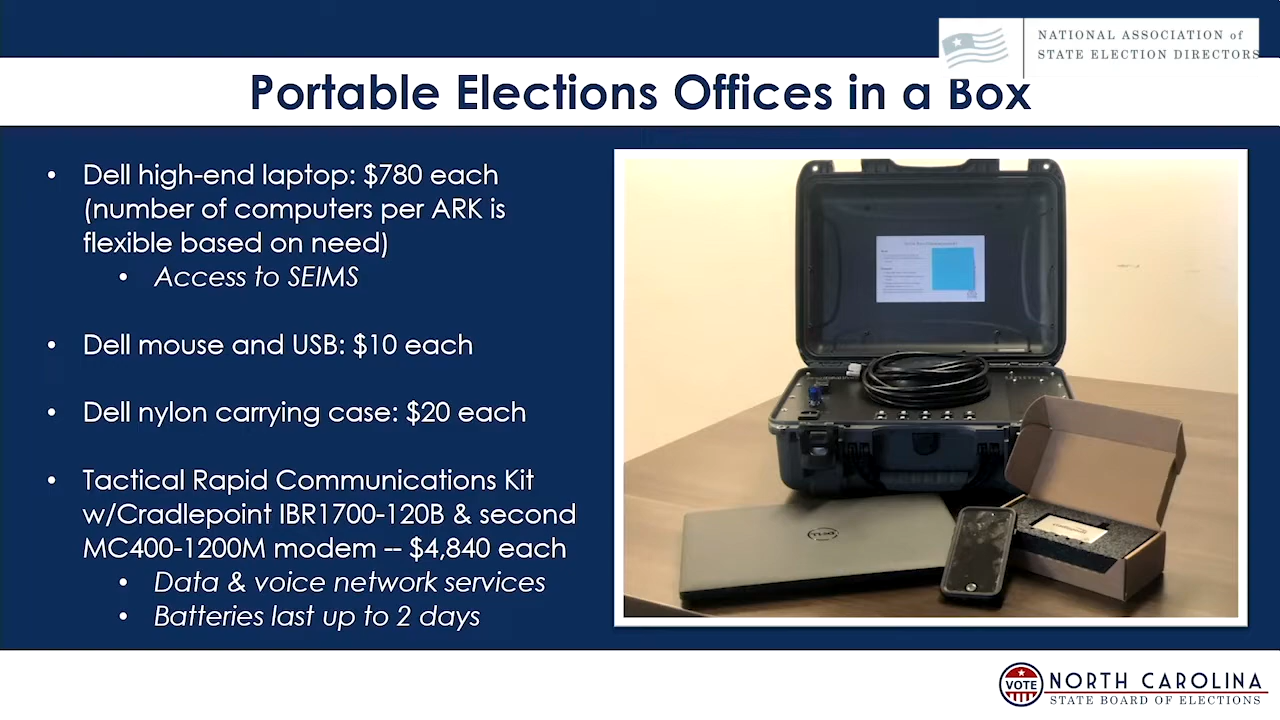 NATIONAL ASSOCIATION of
STATE ELECTION DIRECTORS
Portable Elections Offices in a Box
• Dell high-end laptop: $780 each
(number of computers per ARK is
flexible based on need)
• Access to SEIMS
• Dell mouse and USB: $10 each
• Dell nylon carrying case: $20 each
• Tactical Rapid Communications Kit
w/Cradlepoint IBR1700-120B & second
MC400-1200M modem -- $4,840 each
• Data & voice network services
• Batteries last up to 2 days
DELL
VOTE
NORTH CAROLINA
STATE BOARD OF ELECTIONS